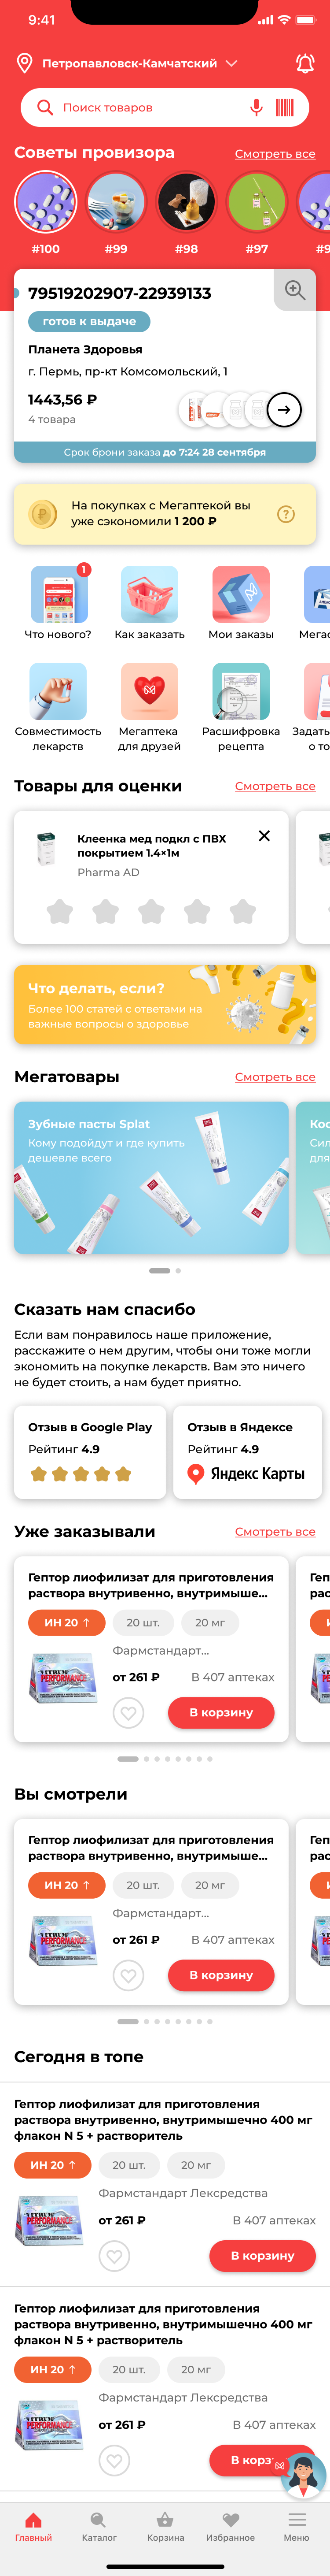 9:41
Петропавловск-Камчатский
Поиск товаров
Советы провизора
Смотреть все
#100
#99
#98
#97
79519202907-22939133
готов к выдаче
Планета Здоровья
г. Пермь, пр-кт Комсомольский, 1
1443,56 ₽
4 товара
Срок брони заказа до 7:24 28 сентября
На покупках с Мегаптекой вы
уже сэкономили 1 200 ₽
1
Что нового?
Как заказать
Мои заказы
Мегас
Совместимость
лекарств
Мегаптека
для друзей
Расшифровка
рецепта
Задать
о то
Товары для оценки
Смотреть все
Клеенка мед подкл с ПВХ
покрытием 1.4×1м
Pharma AD
Что делать, если?
Более 100 статей с ответами на
важные вопросы о здоровье
Мегатовары
Смотреть все
Зубные пасты Splat
Кому подойдут и где купить
дешевле всего
Кос
Сил
для
Сказать нам спасибо
Если вам понравилось наше приложение,
расскажите о нем другим, чтобы они тоже могли
экономить на покупке лекарств. Вам это ничего
не будет стоить, а нам будет приятно.
Отзыв в Google Play
Рейтинг 4.9
Отзыв в Яндексе
Рейтинг 4.9
Яндекс Карты
Уже заказывали
Смотреть все
Гептор лиофилизат для приготовления
раствора внутривенно, внутримыше...
ИН 20 ↑
20 шт.
20 мг
Фармстандарт...
VITRUM
PERFORMANCE
от 261 ₽
В 407 аптеках
В корзину
Геп
рас
Вы смотрели
Гептор лиофилизат для приготовления
раствора внутривенно, внутримыше...
ИН 20 ↑
20 шт.
20 мг
Фармстандарт...
VITRUM
PERFORMANCE
от 261 ₽
В 407 аптеках
В корзину
Геп
рас
Сегодня в топе
Гептор лиофилизат для приготовления
раствора внутривенно, внутримышечно 400 мг
флакон N 5 + растворитель
ИН 20 ↑
20 шт.
20 мг
Фармстандарт Лексредства
VITRUM
PERFORMANCE
от 261 ₽
В 407 аптеках
В корзину
Гептор лиофилизат для приготовления
раствора внутривенно, внутримышечно 400 мг
флакон N 5 + растворитель
ИН 20 ↑
20 шт.
20 мг
Фармстандарт Лексредства
VITRUM
PERFORMANCE
от 261 ₽
В 407 аптеках
В корз
Главный
Каталог
Корзина
Избранное
Меню